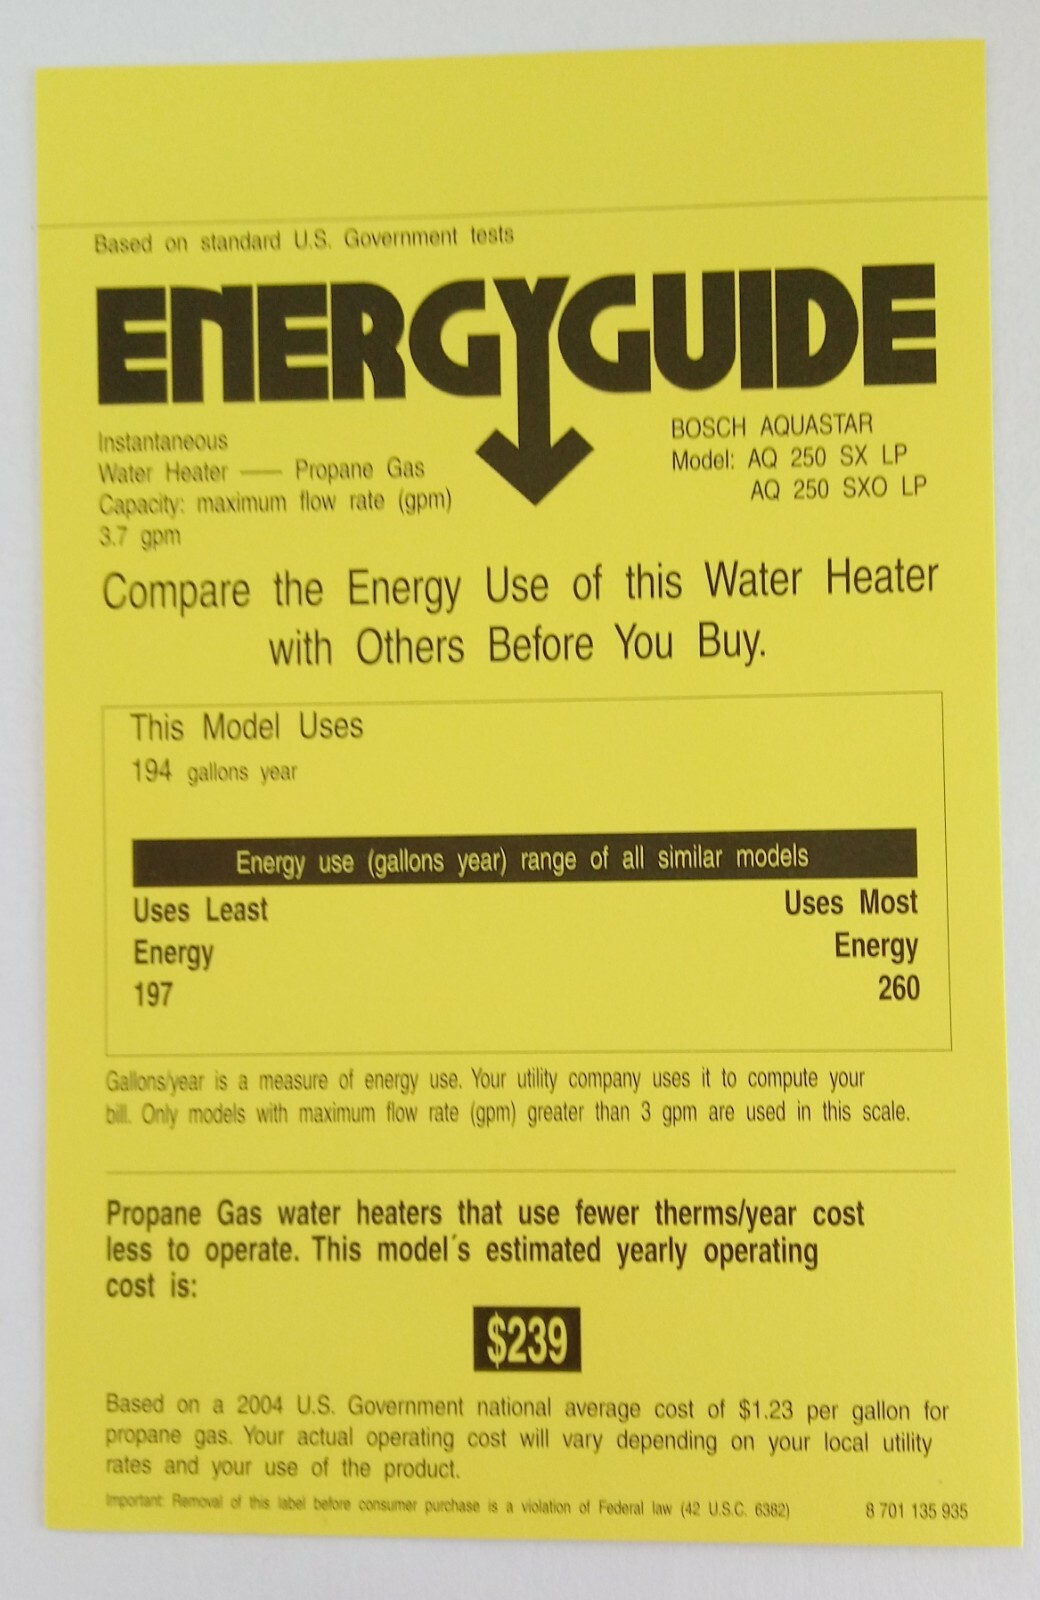 Based on standard U.S. Government tests
ENERGYGUIDE
Instantaneous
Water Heater — Propane Gas
Capacity: maximum flow rate (gpm)
3.7 gpm
BOSCH AQUASTAR
Model: AQ 250 SX LP
AQ 250 SXO LP
Compare the Energy Use of this Water Heater
with Others Before You Buy.
This Model Uses
194 gallons year
Energy use (gallons year) range of all similar models
Uses Least
Energy
197
Uses Most
Energy
260
Gallons/year is a measure of energy use. Your utility company uses it to compute your
bill. Only models with maximum flow rate (gpm) greater than 3 gpm are used in this scale.
Propane Gas water heaters that use fewer therms/year cost
less to operate. This model´s estimated yearly operating
cost is:
$239
Based on a 2004 U.S. Government national average cost of $1.23 per gallon for
propane gas. Your actual operating cost will vary depending on your local utility
rates and your use of the product.
Important: Removal of this label before consumer purchase is a violation of Federal law (42 U.S.C. 6382)
8 701 135 935